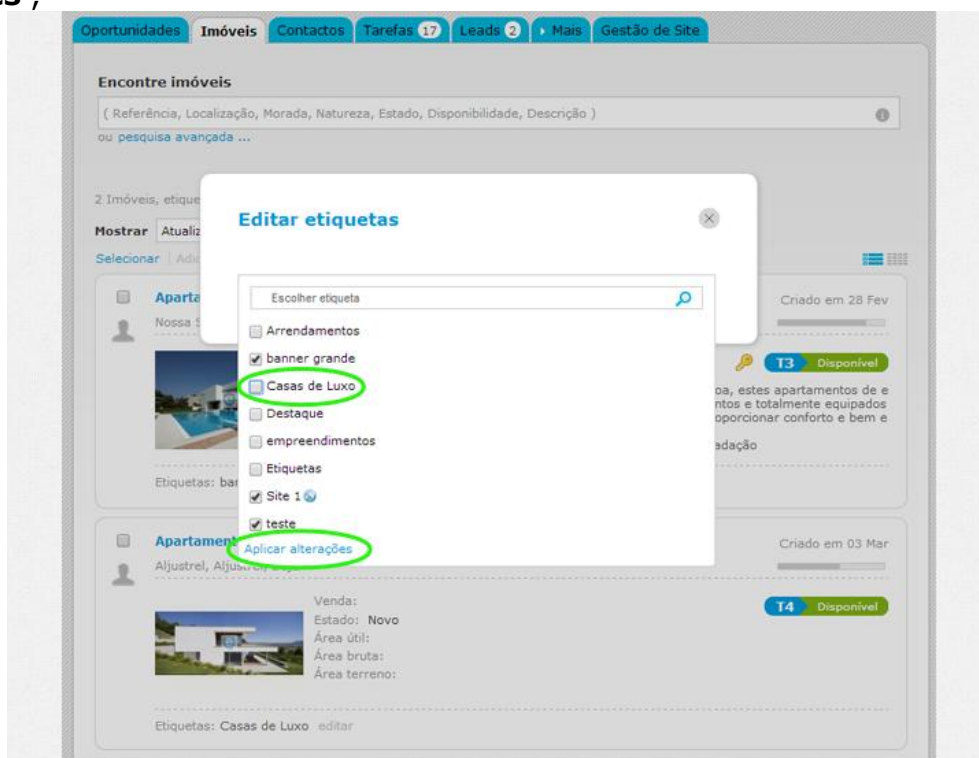 Oportunidades Imóveis Contactos Tarefas 17 Leads 2 Mais Gestão de Site
Encontre imóveis
( Referência, Localização, Morada, Natureza, Estado, Disponibilidade, Descrição )
ou pesquisa avançada ...
2 Imóveis, etique
Editar etiquetas
Mostrar Atualiz
Selecionar
Escolher etiqueta
Aparta
Criado em 28 Fev
Nossa
Arrendamentos
banner grande
T3 Disponível
Casas de Luxo
oa, estes apartamentos de e
ntos e totalmente equipados
oporcionar conforto e bem e
Destaque
empreendimentos
adação
Etiquetas
Etiquetas: bar
Site 1
teste
Aplicar alterações
Apartament
Criado em 03 Mar
Aljustrel,
Venda:
T4 Disponível
Estado: Novo
Área útil:
Área bruta:
Área terreno:
Etiquetas: Casas de Luxo editar